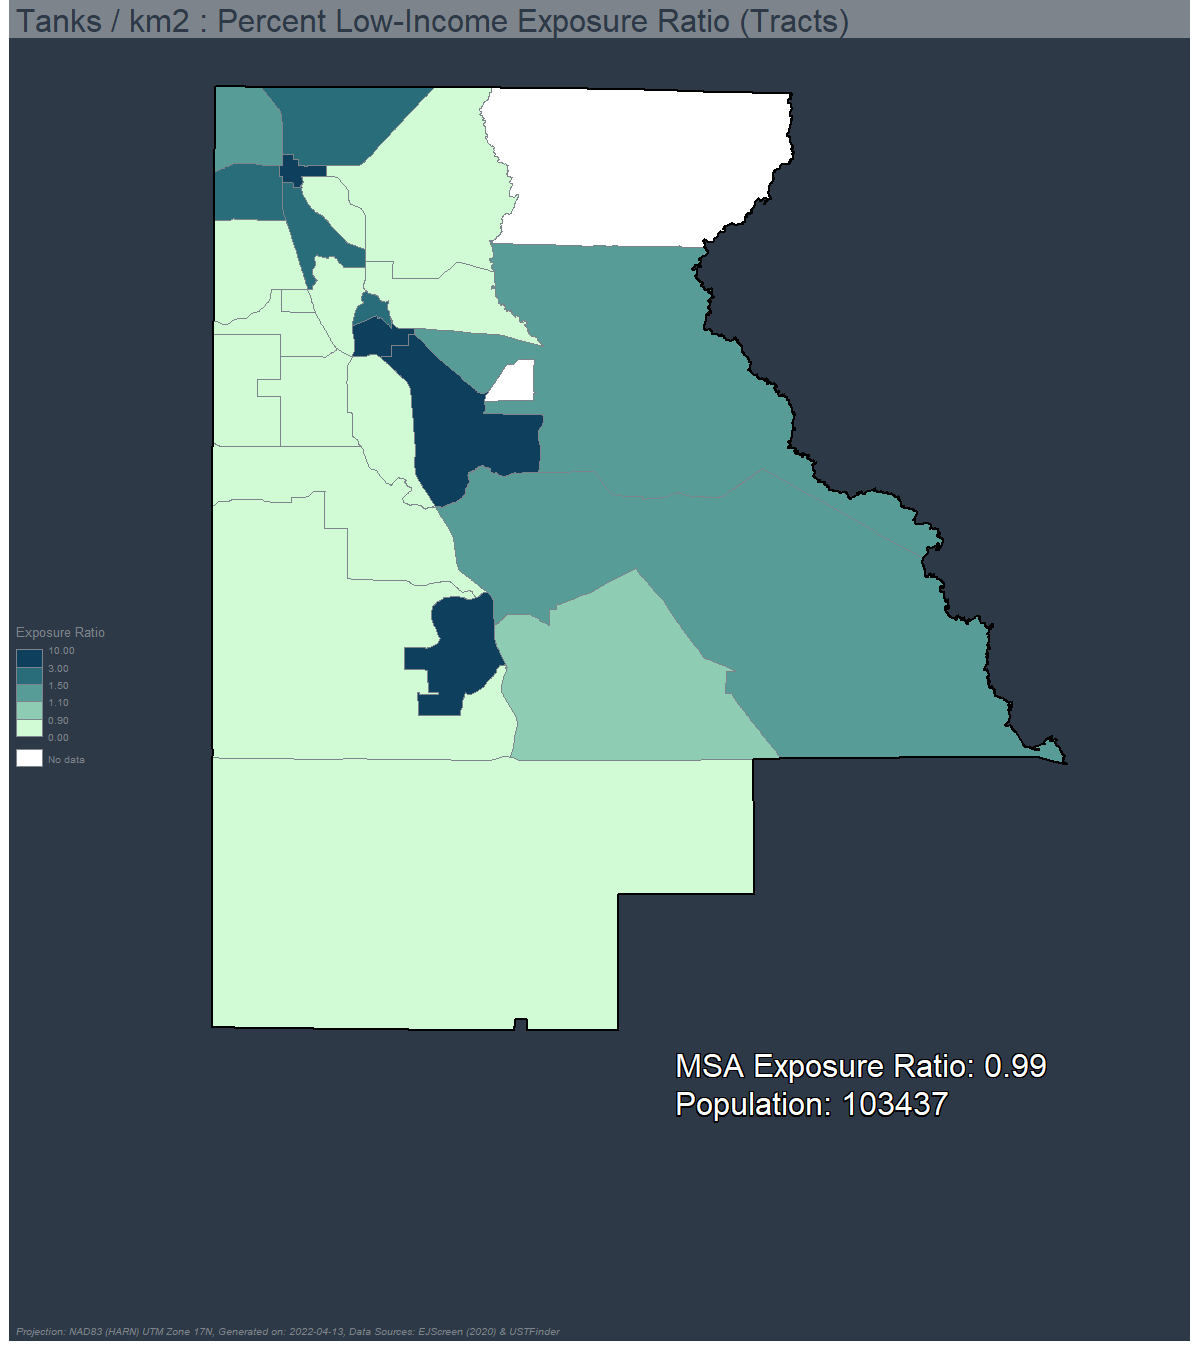 Tanks / km2 : Percent Low-Income Exposure Ratio (Tracts)
Exposure Ratio
10.00
3.00
1.50
1.10
0.90
0.00
No data
MSA Exposure Ratio: 0.99
Population: 103437
Projection: NAD83 (HARN) UTM Zone 17N, Generated on: 2022-04-13, Data Sources: EJScreen (2020) & USTFinder